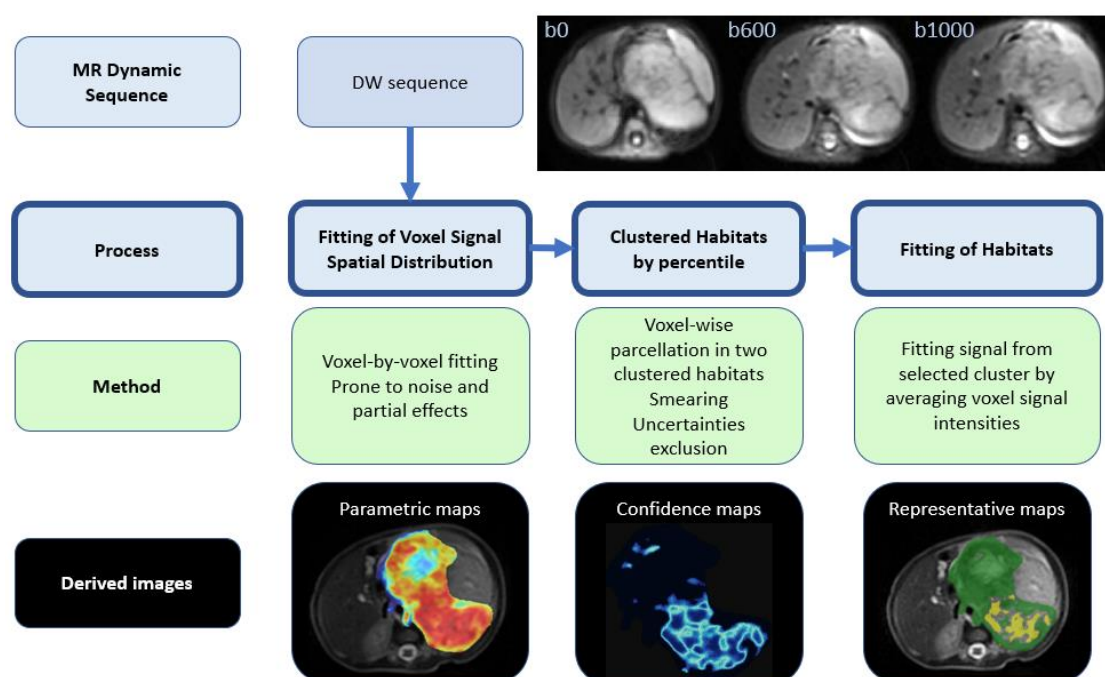 MR Dynamic
Sequence
DW sequence
b0
b600
b1000
Process
Fitting of Voxel Signal
Spatial Distribution
Clustered Habitats
by percentile
Fitting of Habitats
Method
Voxel-by-voxel fitting
Prone to noise and
partial effects
Voxel-wise
parcellation in two
clustered habitats
Smearing
Uncertainties
exclusion
Fitting signal from
selected cluster by
averaging voxel signal
intensities
Derived images
Parametric maps
Confidence maps
Representative maps